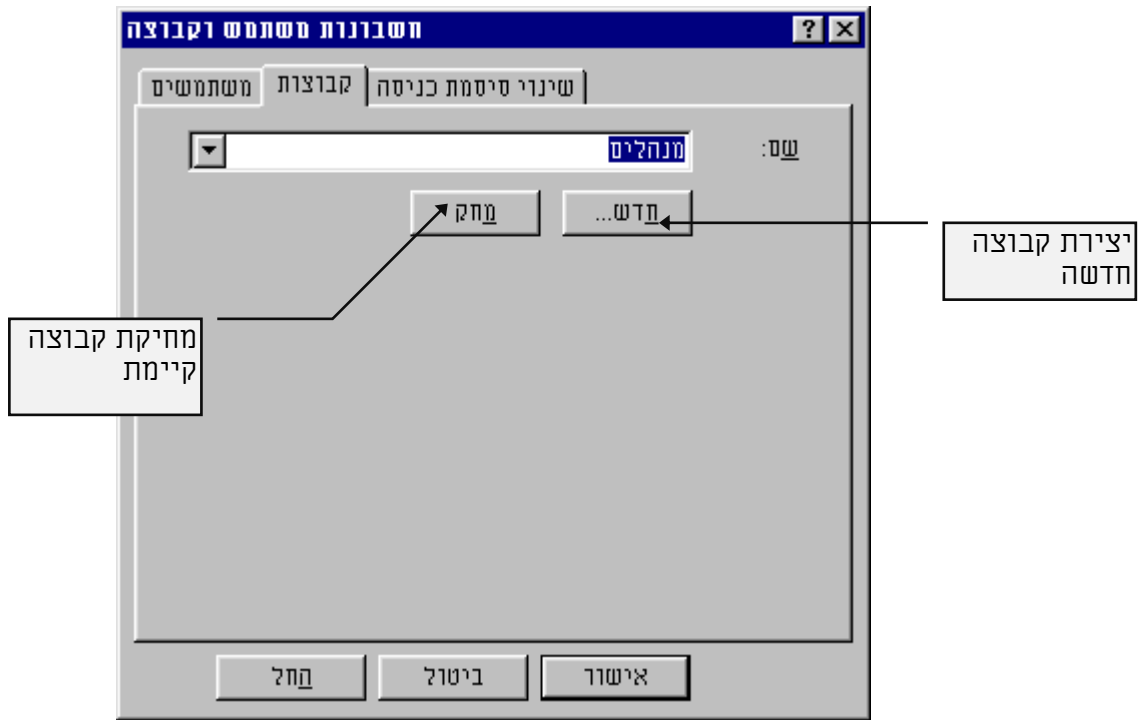 חשבונות משתמש וקבוצה
משתמשים
קבוצות
שינוי סיסמת כניסה
שם:
מנהלים
חדש...
מחק
יצירת קבוצה
חדשה
מחיקת קבוצה
קיימת
אישור
ביטול
החל